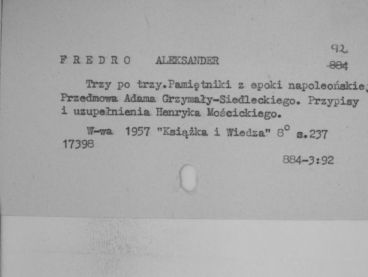 92
F R E D R O ALEKSANDER 884
Trzy po trzy.Pamiętniki z epoki napoleońskiej
Przedmowa Adama Grzymały-Siedleckiego. Przypisy
i uzupełnienia Henryka Mościckiego.
W-wa 1957 "Książka i Wiedza" 8° s.237
17398
884-3:92